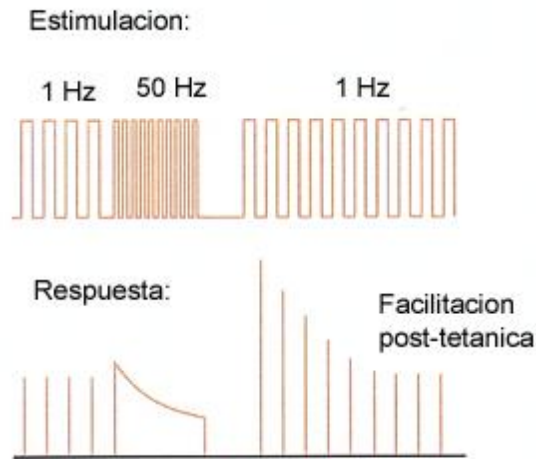 Estimulacion:
1 Hz 50 Hz 1 Hz
Respuesta:
Facilitacion
post-tetanica